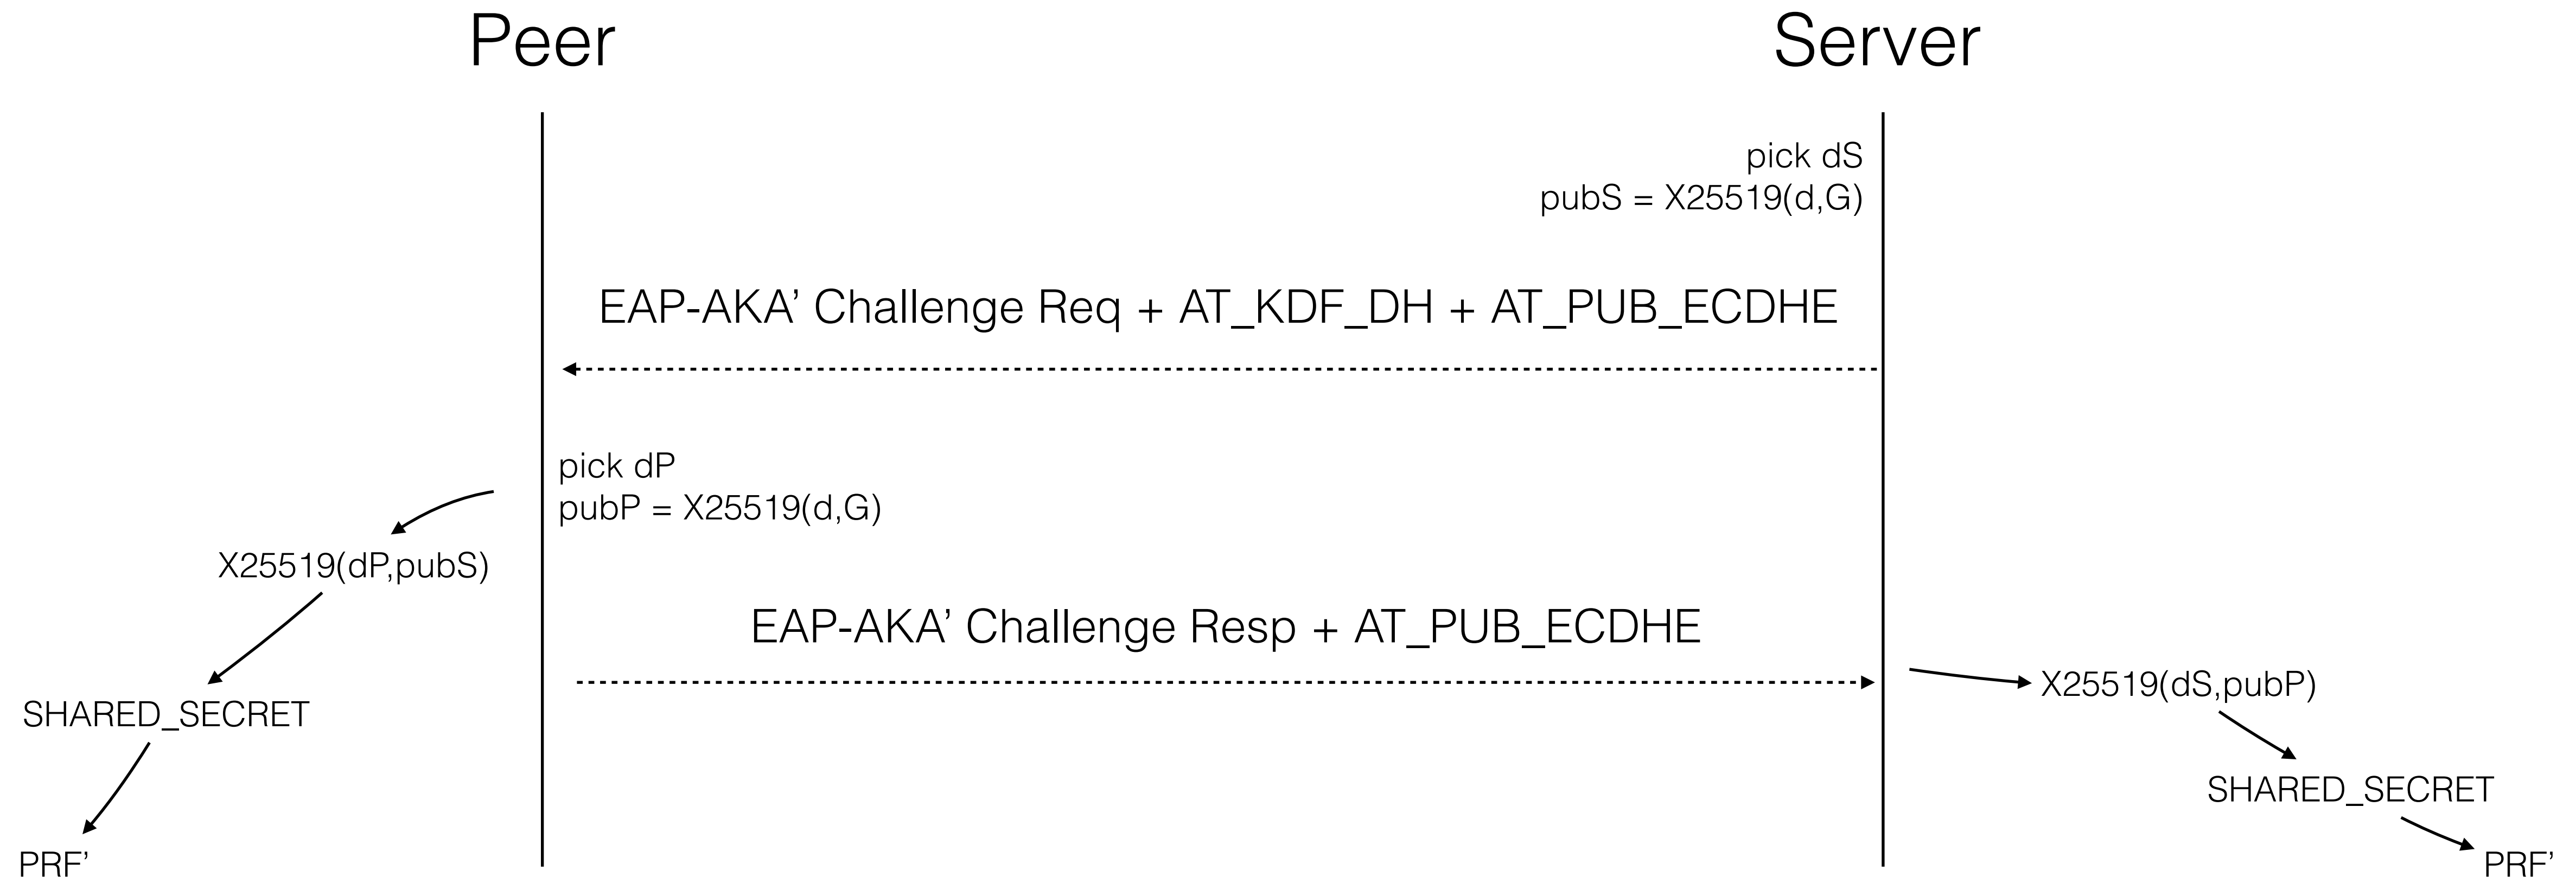 Peer
Server
pick dS
pubS = X25519(d,G)
EAP-AKA’ Challenge Req + AT_KDF_DH + AT_PUB_ECDHE
pick dP
pubP = X25519(d,G)
X25519(dP,pubS)
EAP-AKA’ Challenge Resp + AT_PUB_ECDHE
X25519(dS,pubP)
SHARED_SECRET
SHARED_SECRET
PRF’
PRF’